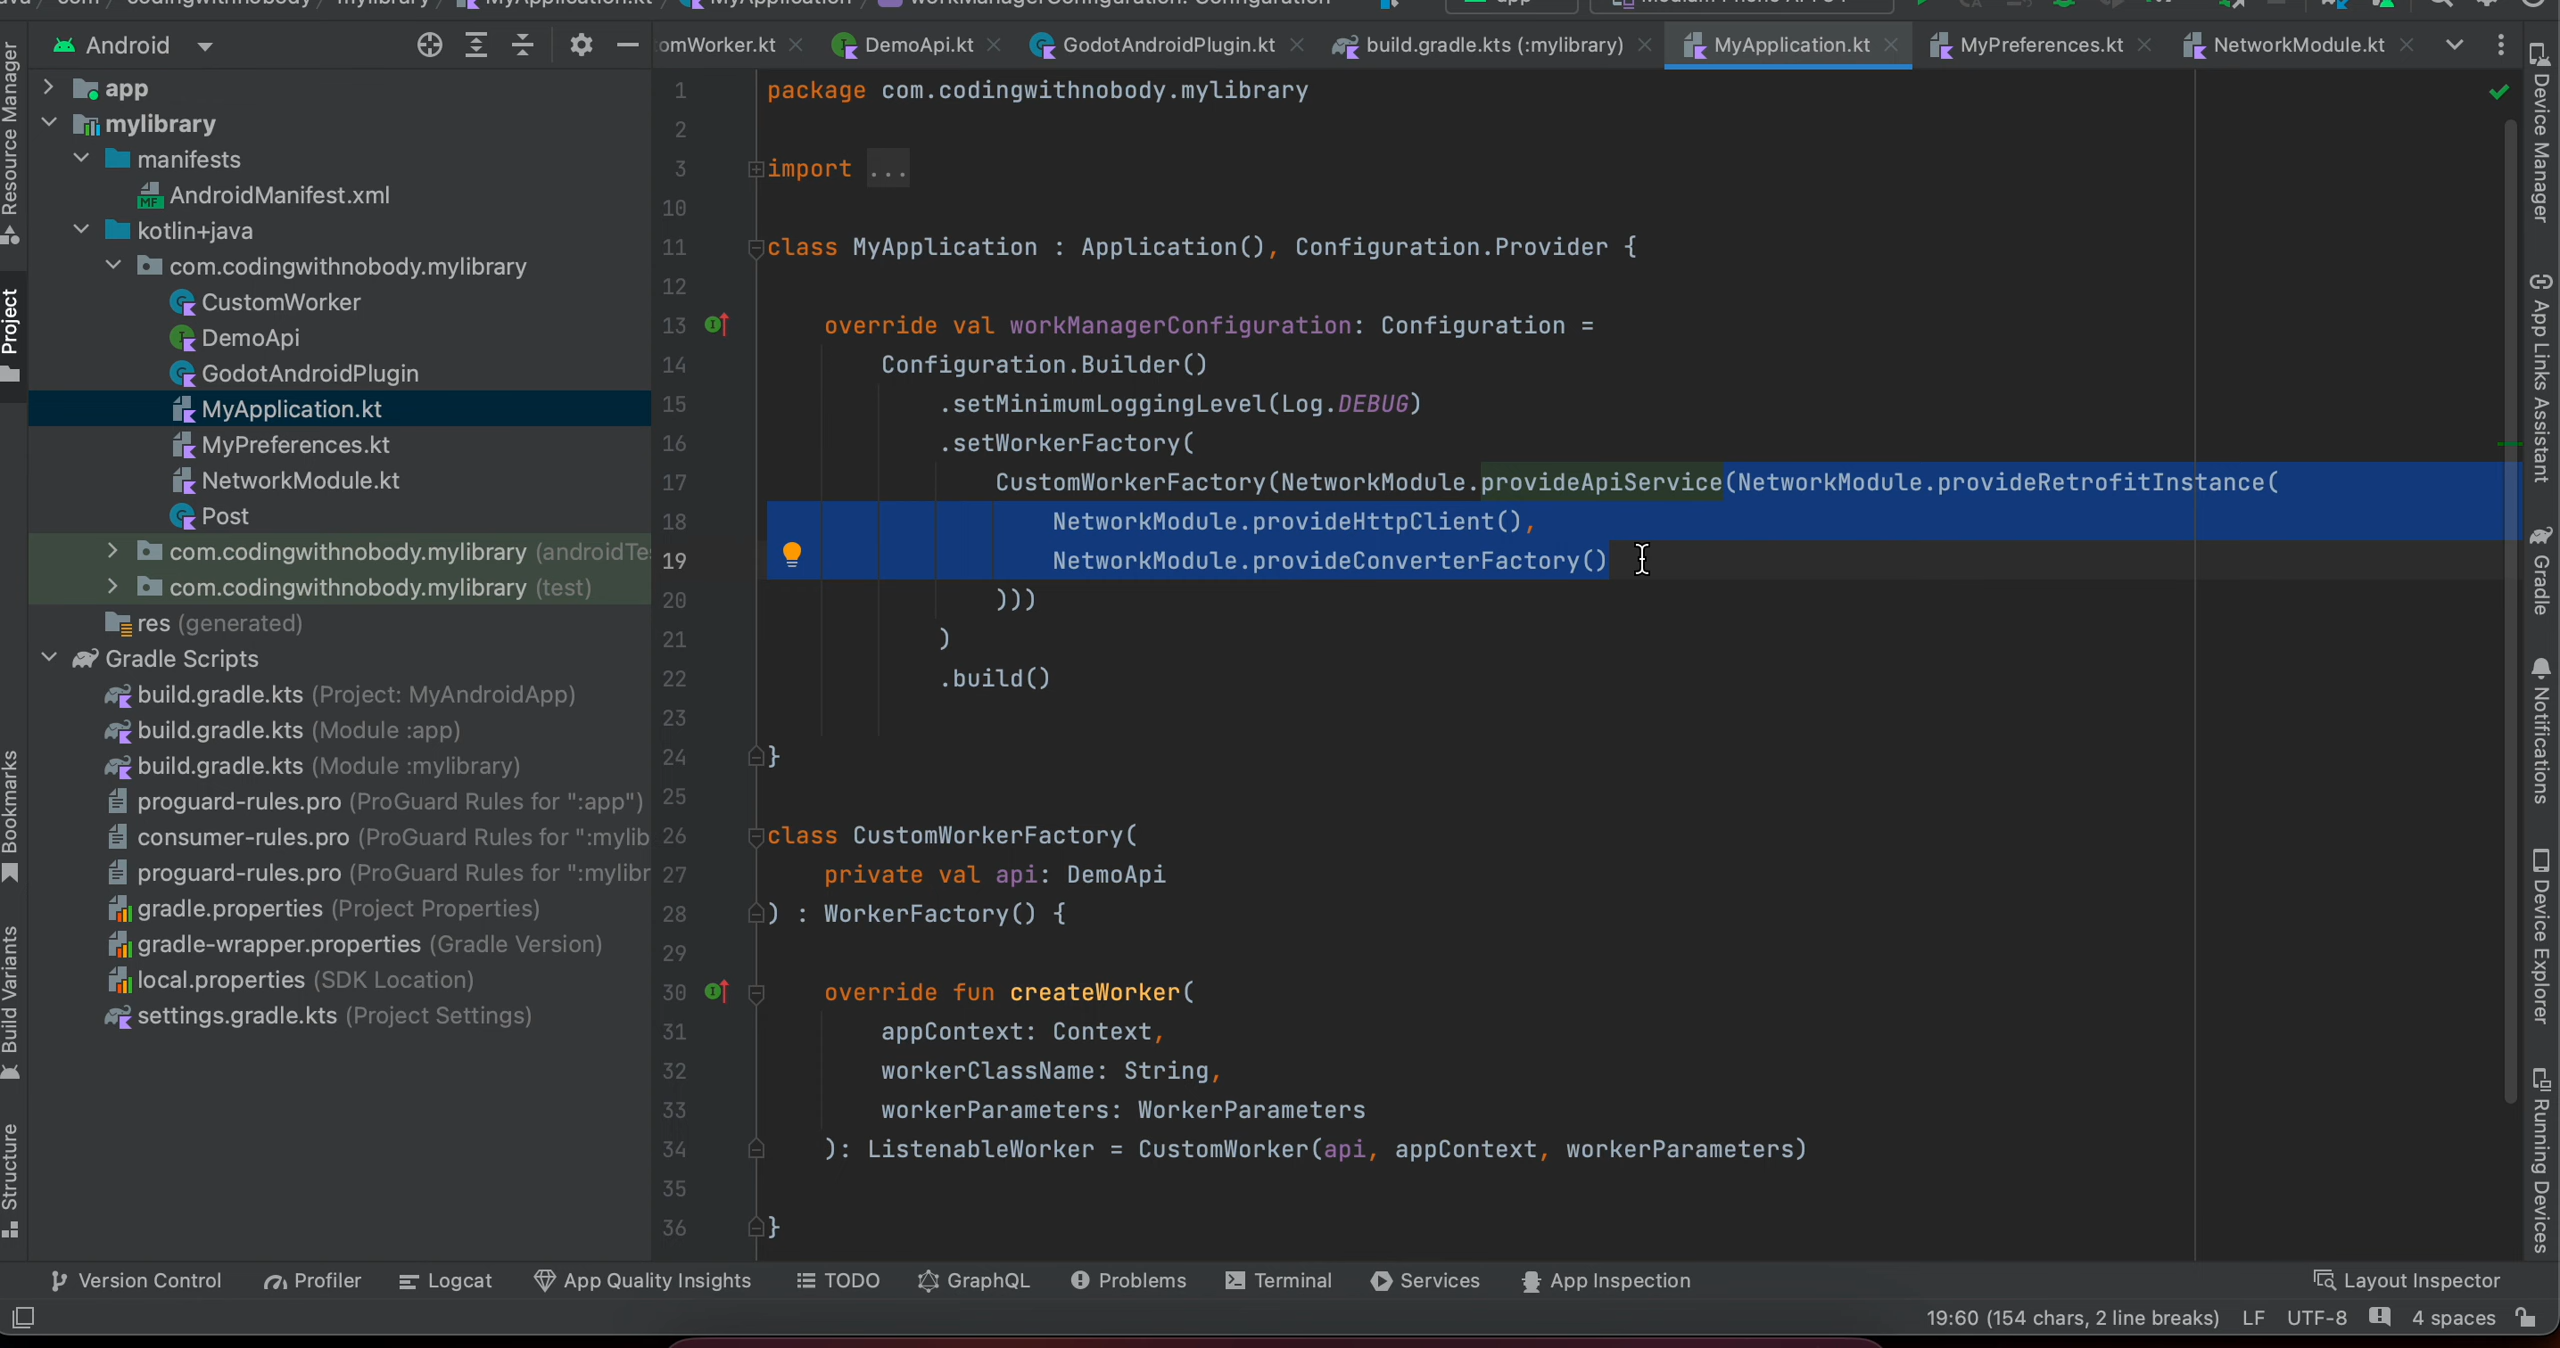 Android
omWorker.kt
DemoApi.kt
GodotAndroidPlugin.kt
build.gradle.kts (:mylibrary)
MyApplication.kt
MyPreferences.kt
NetworkModule.kt
Resource Manager
Project
Bookmarks
Build Variants
Structure
app
mylibrary
manifests
AndroidManifest.xml
kotlin+java
com.codingwithnobody.mylibrary
CustomWorker
DemoApi
GodotAndroidPlugin
MyApplication.kt
MyPreferences.kt
NetworkModule.kt
Post
com.codingwithnobody.mylibrary (androidTe
com.codingwithnobody.mylibrary (test)
res (generated)
Gradle Scripts
build.gradle.kts (Project: MyAndroidApp)
build.gradle.kts (Module :app)
build.gradle.kts (Module :mylibrary)
proguard-rules.pro (ProGuard Rules for ":app")
consumer-rules.pro (ProGuard Rules for ":mylib
proguard-rules.pro (ProGuard Rules for ":mylibr
gradle.properties (Project Properties)
gradle-wrapper.properties (Gradle Version)
local.properties (SDK Location)
settings.gradle.kts (Project Settings)
1 package com.codingwithnobody.mylibrary
2
3 import ...
10
11 class MyApplication : Application(), Configuration.Provider {
12
13 override val workManagerConfiguration: Configuration =
14 Configuration.Builder()
15 .setMinimumLoggingLevel(Log.DEBUG)
16 .setWorkerFactory(
17 CustomWorkerFactory(NetworkModule.provideApiService(NetworkModule.provideRetrofitInstance(
18 NetworkModule.provideHttpClient(),
19 NetworkModule.provideConverterFactory()
20 )))
21 )
22 .build()
23
24 }
25
26 class CustomWorkerFactory(
27 private val api: DemoApi
28 ) : WorkerFactory() {
29
30 override fun createWorker(
31 appContext: Context,
32 workerClassName: String,
33 workerParameters: WorkerParameters
34 ): ListenableWorker = CustomWorker(api, appContext, workerParameters)
35
36 }
Device Manager
App Links Assistant
Gradle
Notifications
Device Explorer
Running Devices
Version Control
Profiler
Logcat
App Quality Insights
TODO
GraphQL
Problems
Terminal
Services
App Inspection
Layout Inspector
19:60 (154 chars, 2 line breaks)
LF
UTF-8
4 spaces